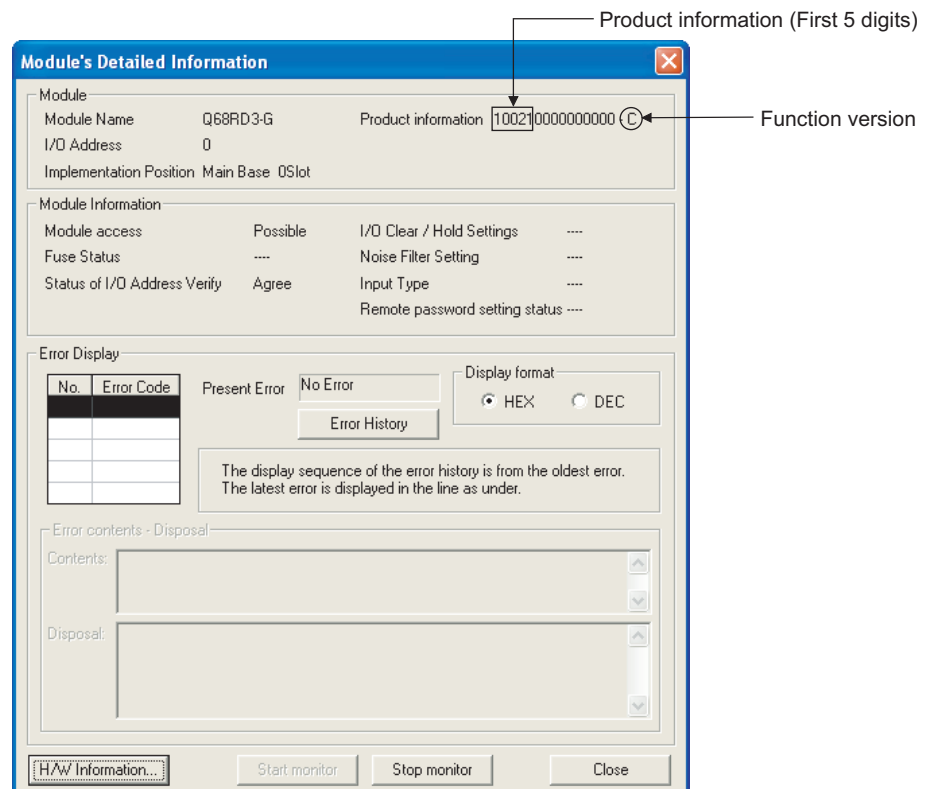 Product information (First 5 digits)
Module's Detailed Information
Module
Module Name Q68RD3-G Product information 100210000000000 - C
Function version
I/O Address 0
Implementation Position Main Base 0Slot
Module Information
Module access Possible I/O Clear / Hold Settings ----
Fuse Status ---- Noise Filter Setting ----
Status of I/O Address Verify Agree Input Type ----
Remote password setting status ----
Error Display
No. Error Code Present Error No Error Display format
HEX DEC
Error History
The display sequence of the error history is from the oldest error.
The latest error is displayed in the line as under.
Error contents - Disposal
Contents:
Disposal:
H/W Information... Start monitor Stop monitor Close